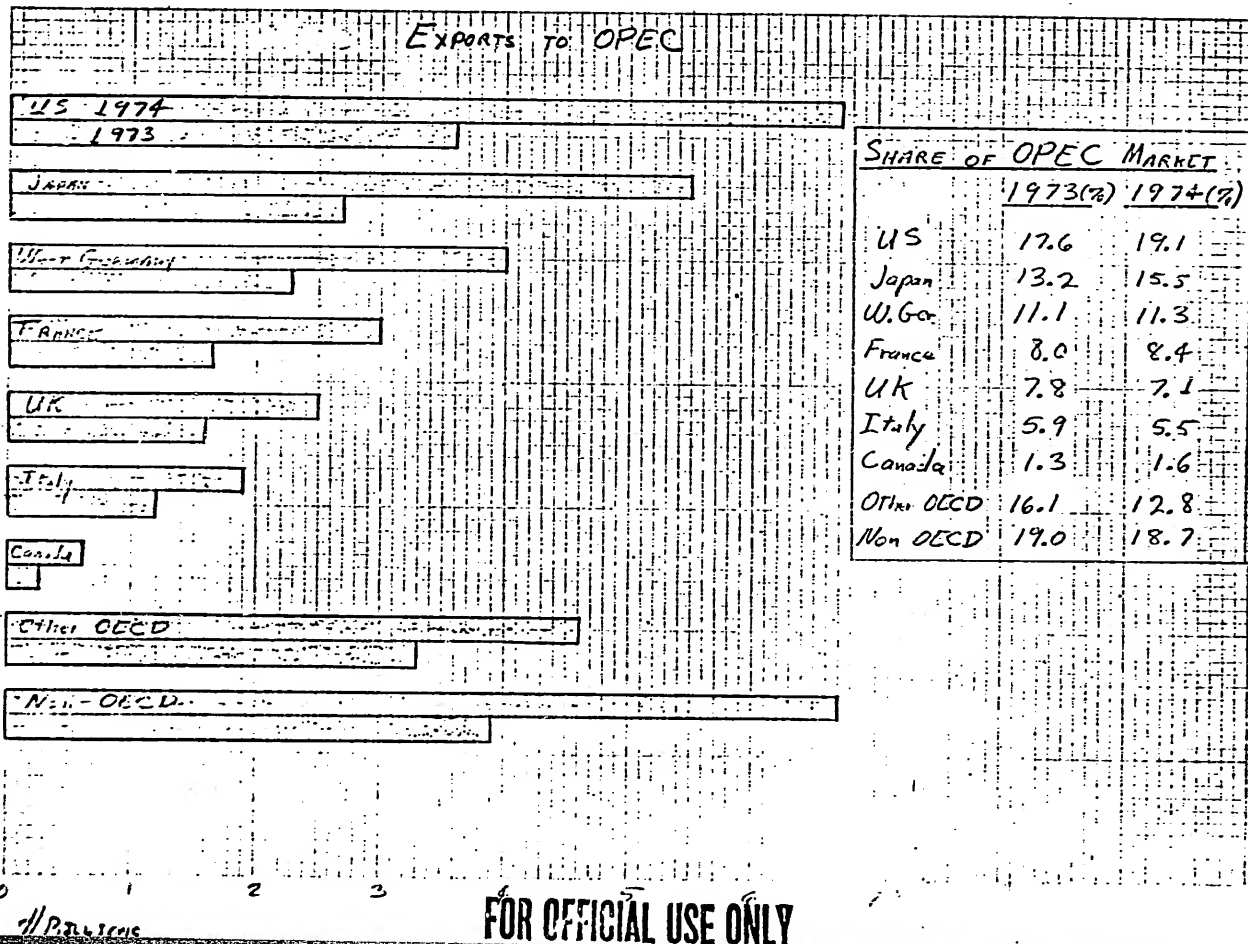 EXPORTS TO OPEC
US 1974
1973
JAPAN
West Germany
FRANCE
UK
Italy
Canada
Other OECD
Non-OECD
0 1 2 3 4 5 6
SHARE OF OPEC MARKET
1973(%) 1974(%)
US 17.6 19.1
Japan 13.2 15.5
W.Ger. 11.1 11.3
France 8.0 8.4
UK 7.8 7.1
Italy 5.9 5.5
Canada 1.3 1.6
Other OECD 16.1 12.8
Non OECD 19.0 18.7
FOR OFFICIAL USE ONLY